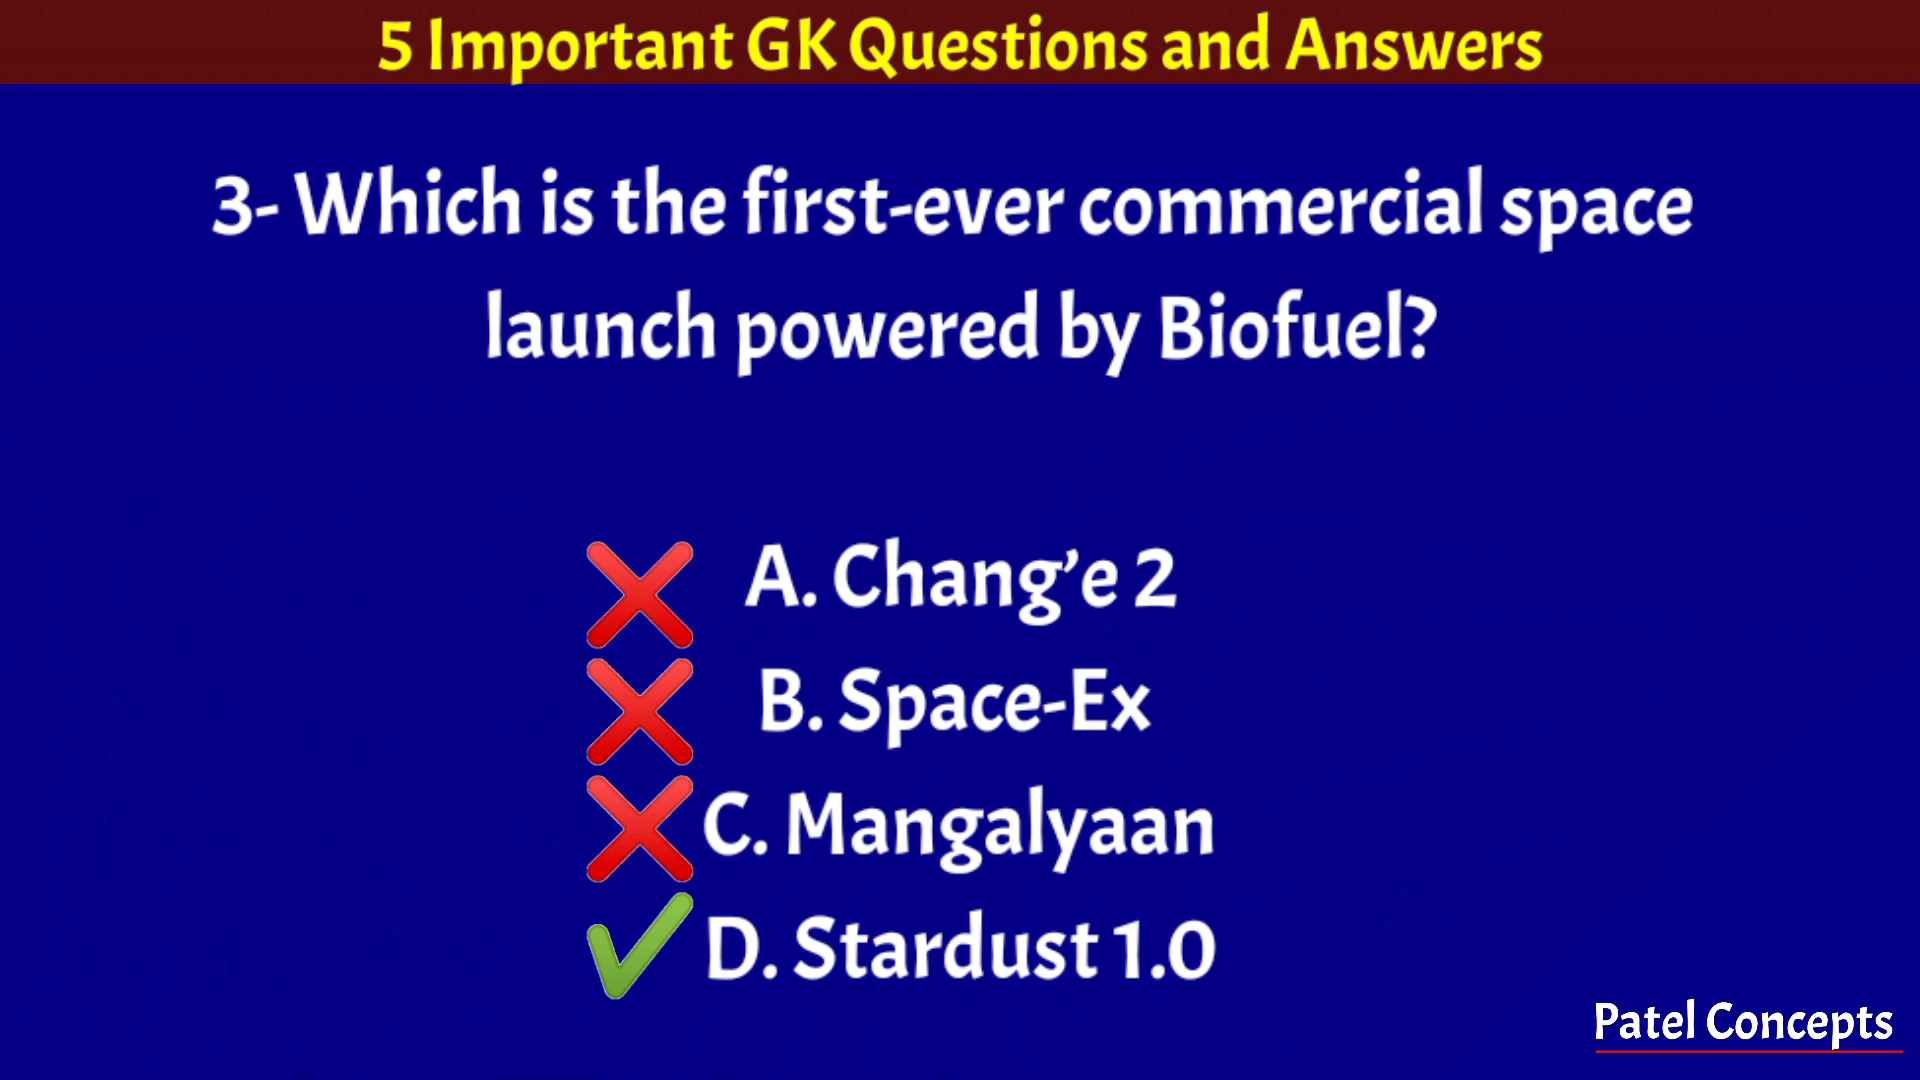 5 Important GK Questions and Answers
3- Which is the first-ever commercial space
launch powered by Biofuel?
A. Chang’e 2
B. Space-Ex
C. Mangalyaan
D. Stardust 1.0
Patel Concepts